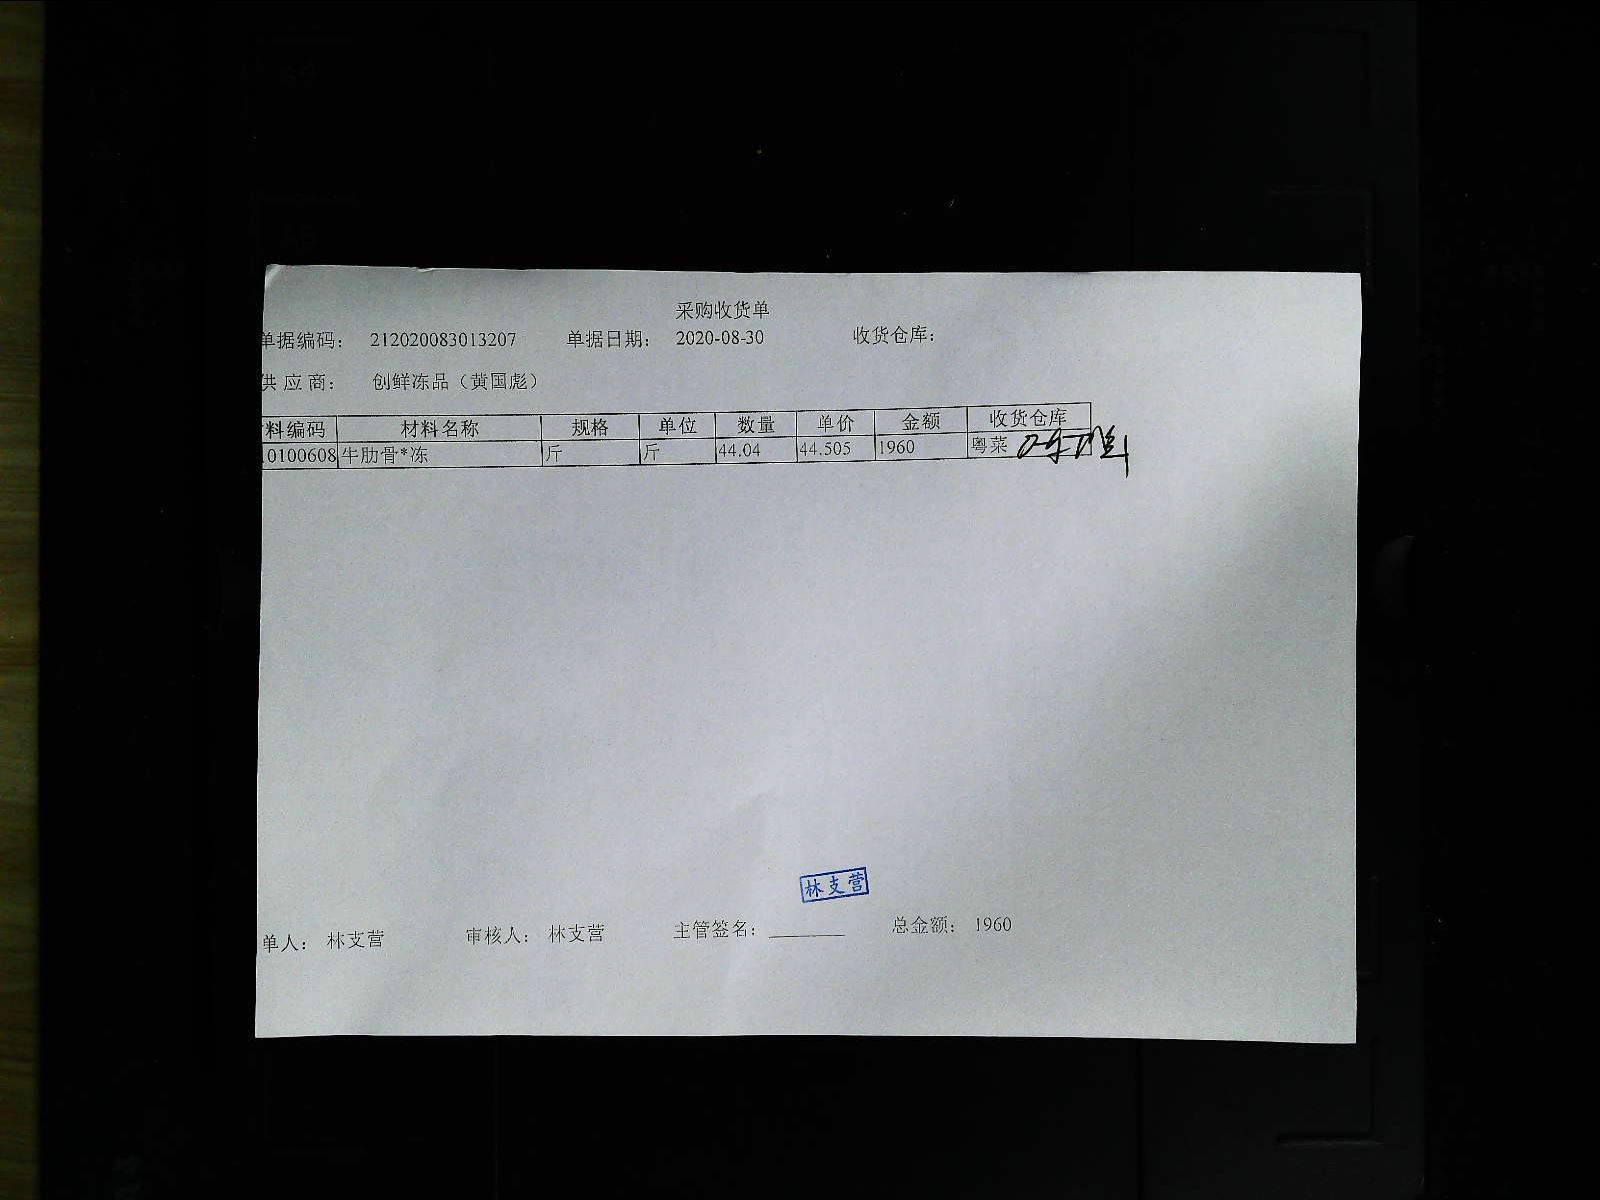 采购收货单
单据编码： 212020083013207 单据日期： 2020-08-30 收货仓库：
供应商： 创鲜冻品（黄国彪）
料编码 材料名称 规格 单位 数量 单价 金额 收货仓库
10100608 牛肋骨*冻 斤 斤 44.04 44.505 1960 粤菜
林支营
单人： 林支营 审核人： 林支营 主管签名： 总金额： 1960